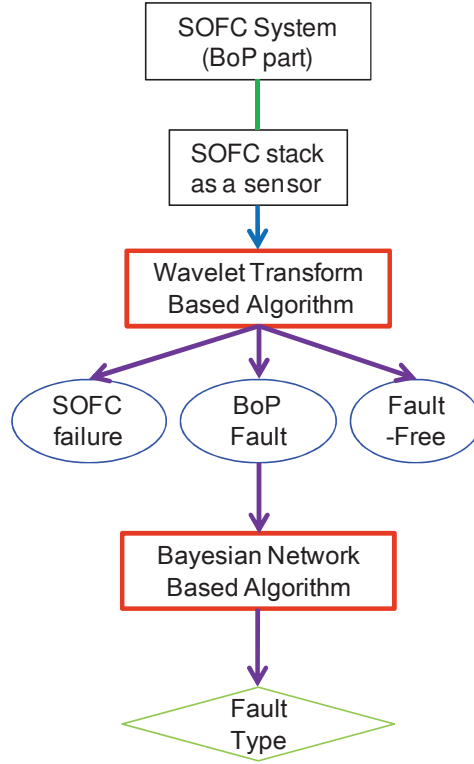 SOFC System
(BoP part)
SOFC stack
as a sensor
Wavelet Transform
Based Algorithm
SOFC
failure
BoP
Fault
Fault
-Free
Bayesian Network
Based Algorithm
Fault
Type